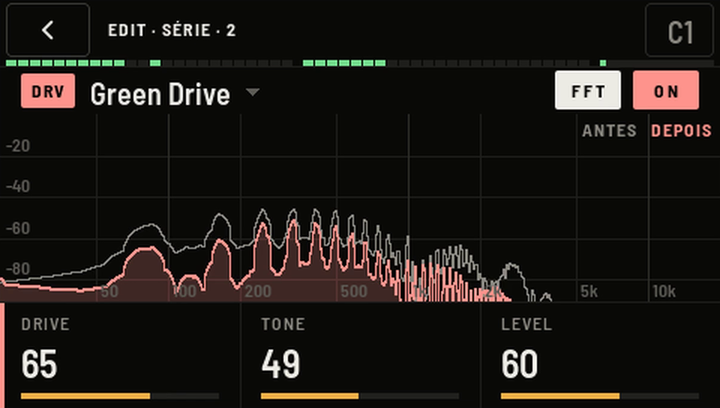 EDIT · SÉRIE · 2
C1
DRV Green Drive FFT ON
ANTES DEPOIS
-20
-40
-60
-80
50 100 200 500 5k 10k
DRIVE TONE LEVEL
65 49 60